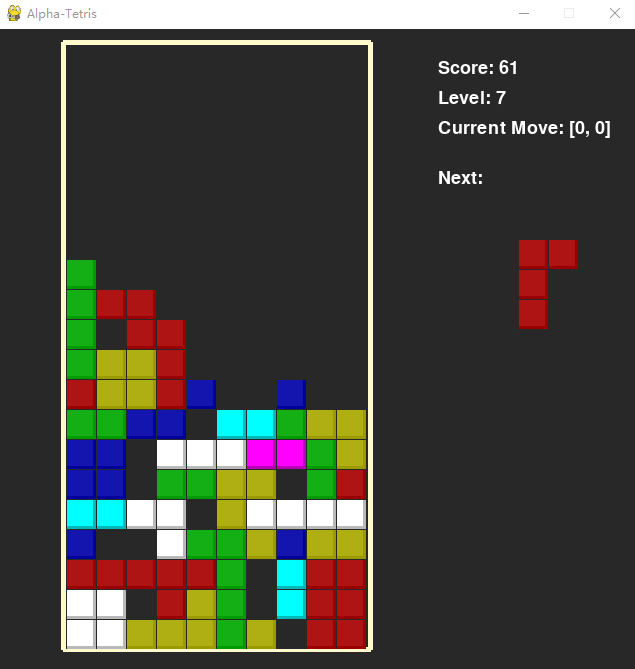 Alpha-Tetris
Score: 61
Level: 7
Current Move: [0, 0]
Next: